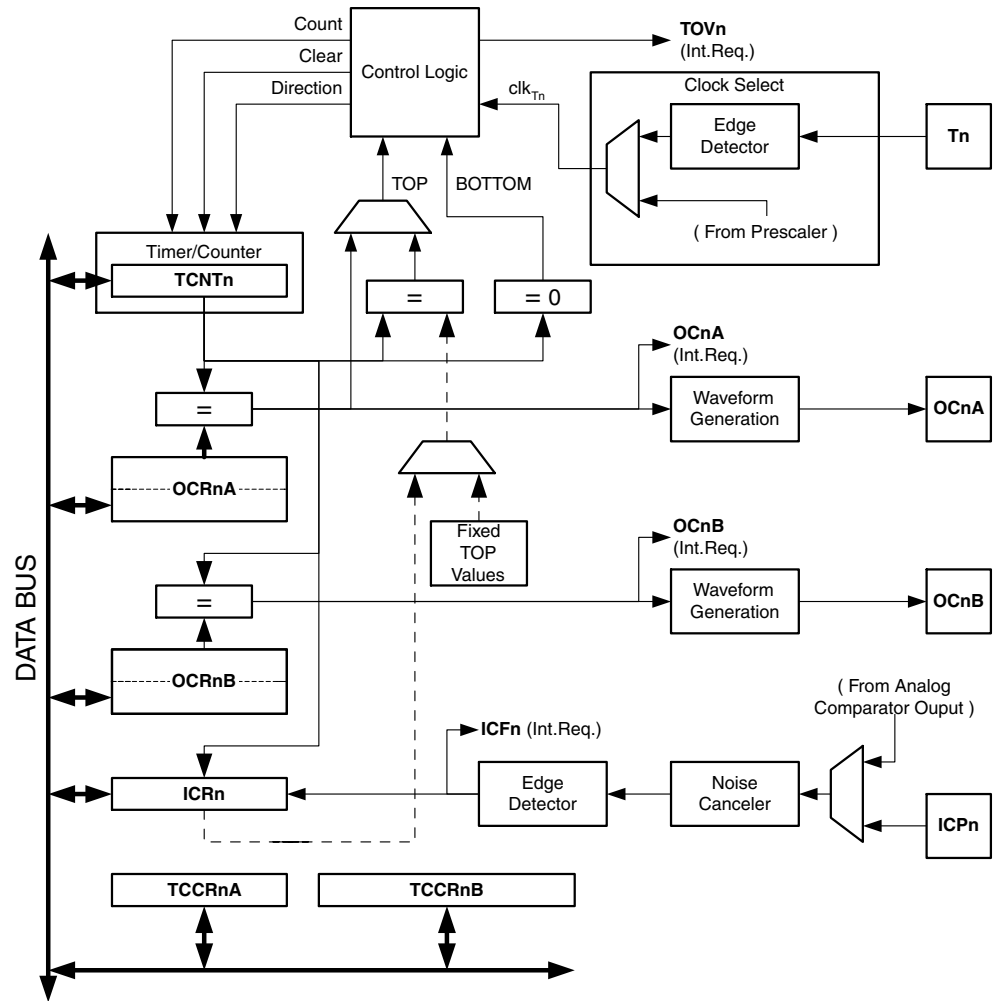 Count
Clear
Direction
Control Logic
TOVn
(Int.Req.)
clkTn
Clock Select
Edge
Detector
Tn
( From Prescaler )
TOP
BOTTOM
Timer/Counter
TCNTn
=
= 0
OCnA
(Int.Req.)
=
Waveform
Generation
OCnA
OCRnA
Fixed
TOP
Values
OCnB
(Int.Req.)
=
Waveform
Generation
OCnB
OCRnB
DATA BUS
( From Analog
Comparator Ouput )
ICFn (Int.Req.)
ICRn
Edge
Detector
Noise
Canceler
ICPn
TCCRnA
TCCRnB